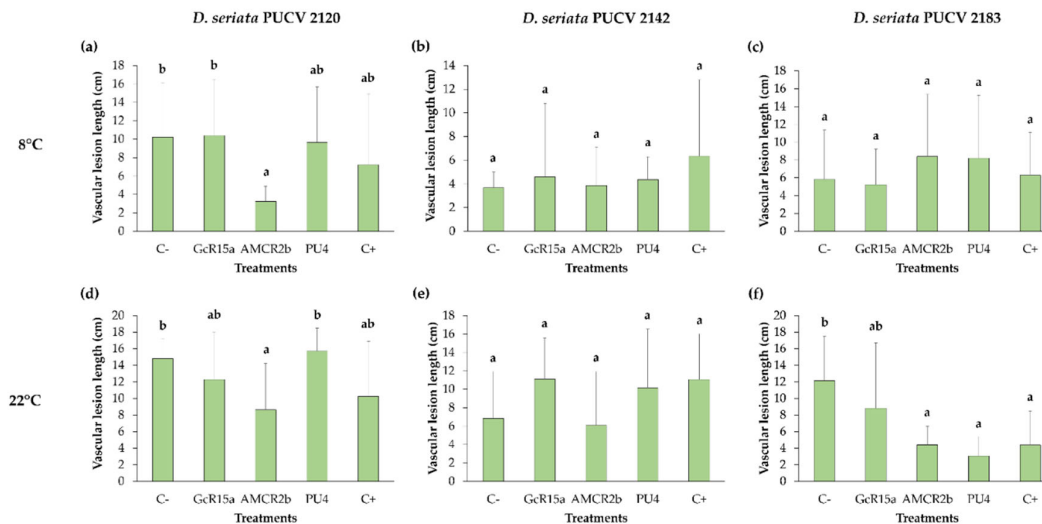 D. seriata PUCV 2120 D. seriata PUCV 2142 D. seriata PUCV 2183
8°C
(a)
Vascular lesion length (cm)
18
16
14
12
10
8
6
4
2
0
b b a ab ab
C- GcR15a AMCR2b PU4 C+
Treatments
(b)
Vascular lesion length (cm)
14
12
10
8
6
4
2
0
a a a a a
C- GcR15a AMCR2b PU4 C+
Treatments
(c)
Vascular lesion length (cm)
18
16
14
12
10
8
6
4
2
0
a a a a a
C- GcR15a AMCR2b PU4 C+
Treatments
22°C
(d)
Vascular lesion length (cm)
20
18
16
14
12
10
8
6
4
2
0
b ab a b ab
C- GcR15a AMCR2b PU4 C+
Treatments
(e)
Vascular lesion length (cm)
18
16
14
12
10
8
6
4
2
0
a a a a a
C- GcR15a AMCR2b PU4 C+
Treatments
(f)
Vascular lesion length (cm)
20
18
16
14
12
10
8
6
4
2
0
b ab a a a
C- GcR15a AMCR2b PU4 C+
Treatments